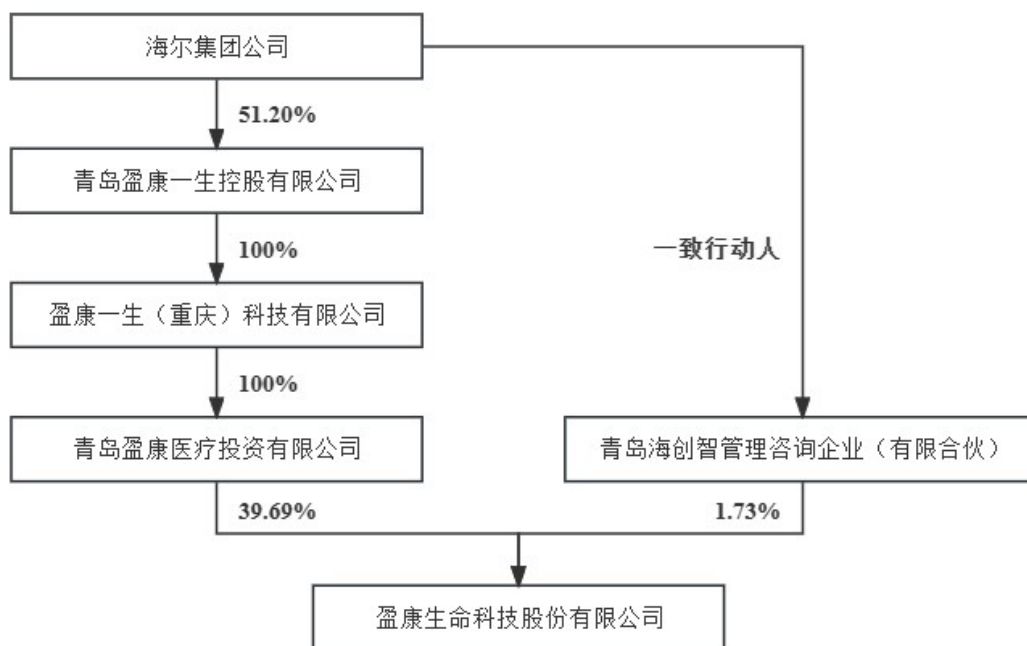 海尔集团公司
51.20%
青岛盈康一生控股有限公司
100%
一致行动人
盈康一生（重庆）科技有限公司
100%
青岛盈康医疗投资有限公司
青岛海创智管理咨询企业（有限合伙）
39.69%
1.73%
盈康生命科技股份有限公司